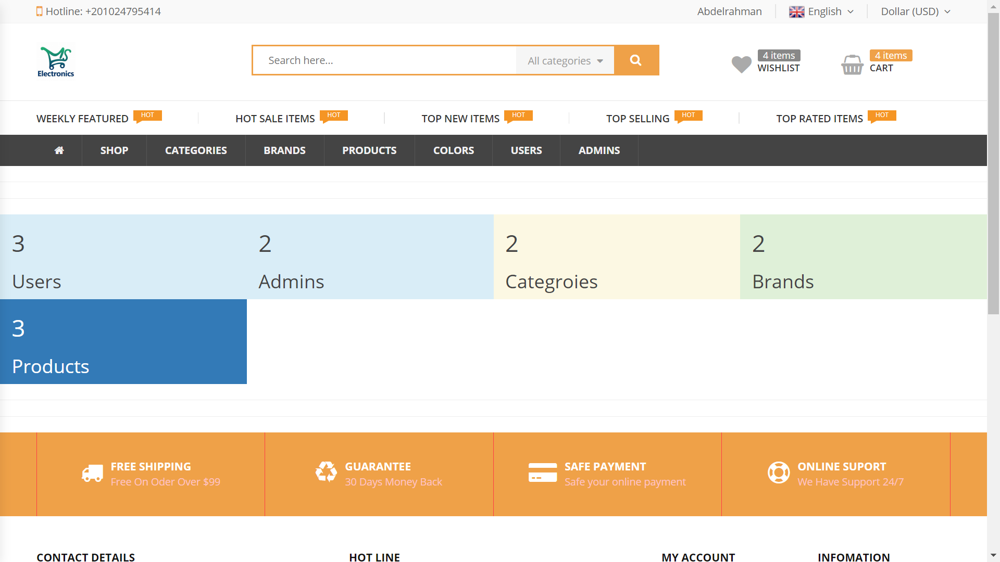 Hotline: +201024795414
Abdelrahman
English
Dollar (USD)
Electronics
Search here...
All categories
4 items
WISHLIST
4 items
CART
WEEKLY FEATURED HOT
HOT SALE ITEMS HOT
TOP NEW ITEMS HOT
TOP SELLING HOT
TOP RATED ITEMS HOT
SHOP
CATEGORIES
BRANDS
PRODUCTS
COLORS
USERS
ADMINS
3
Users
2
Admins
2
Categroies
2
Brands
3
Products
FREE SHIPPING
Free On Oder Over $99
GUARANTEE
30 Days Money Back
SAFE PAYMENT
Safe your online payment
ONLINE SUPORT
We Have Support 24/7
CONTACT DETAILS
HOT LINE
MY ACCOUNT
INFOMATION